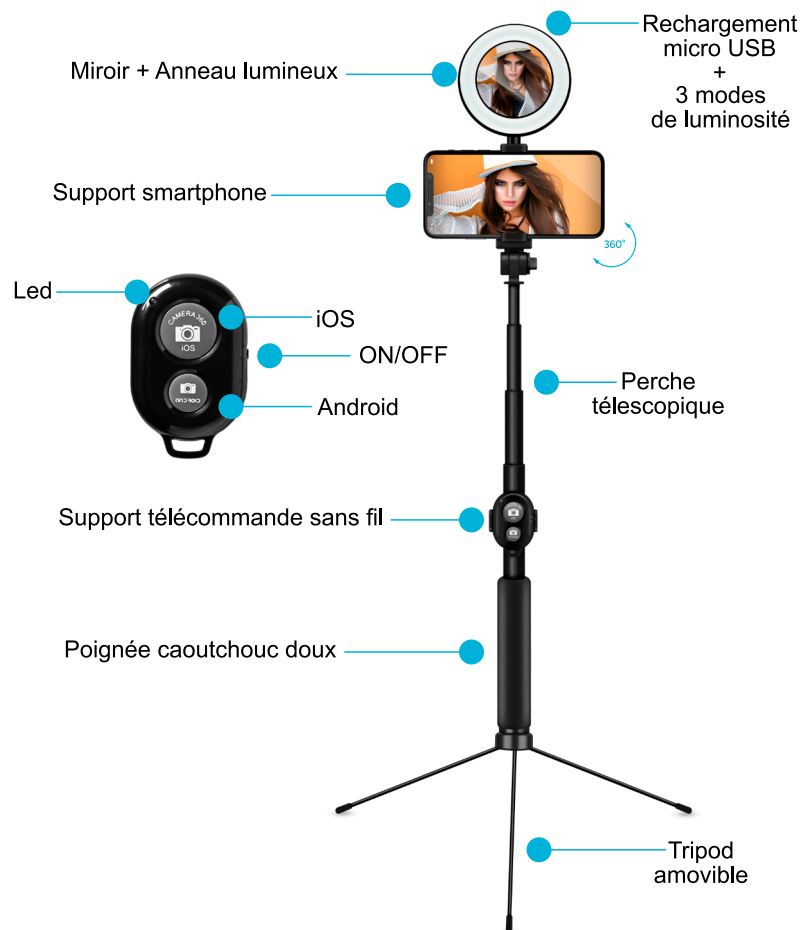 Rechargement
micro USB
+
3 modes
de luminosité
Miroir + Anneau lumineux
Support smartphone
360°
Led
CAMERA 360
iOS
iOS
ON/OFF
Android
Perche
télescopique
Support télécommande sans fil
Poignée caoutchouc doux
Tripod
amovible